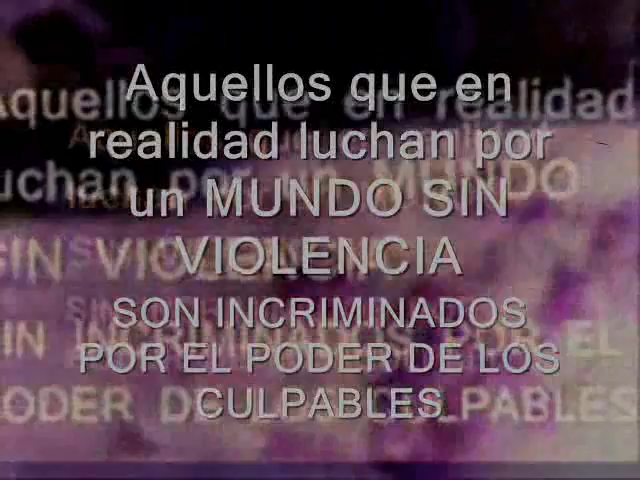 Aquellos que en
realidad luchan por
un MUNDO SIN
VIOLENCIA
SON INCRIMINADOS
POR EL PODER DE LOS
CULPABLES